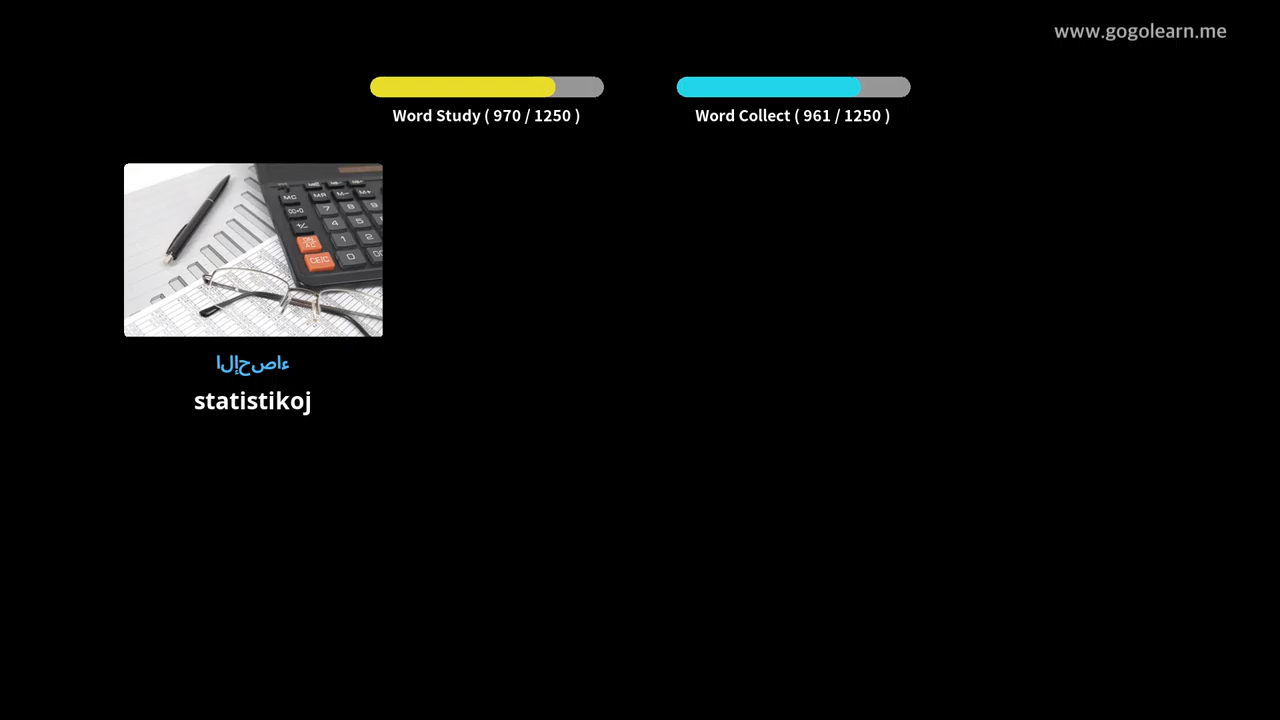 www.gogolearn.me
Word Study ( 970 / 1250 )
Word Collect ( 961 / 1250 )
ءاصحإلا
statistikoj